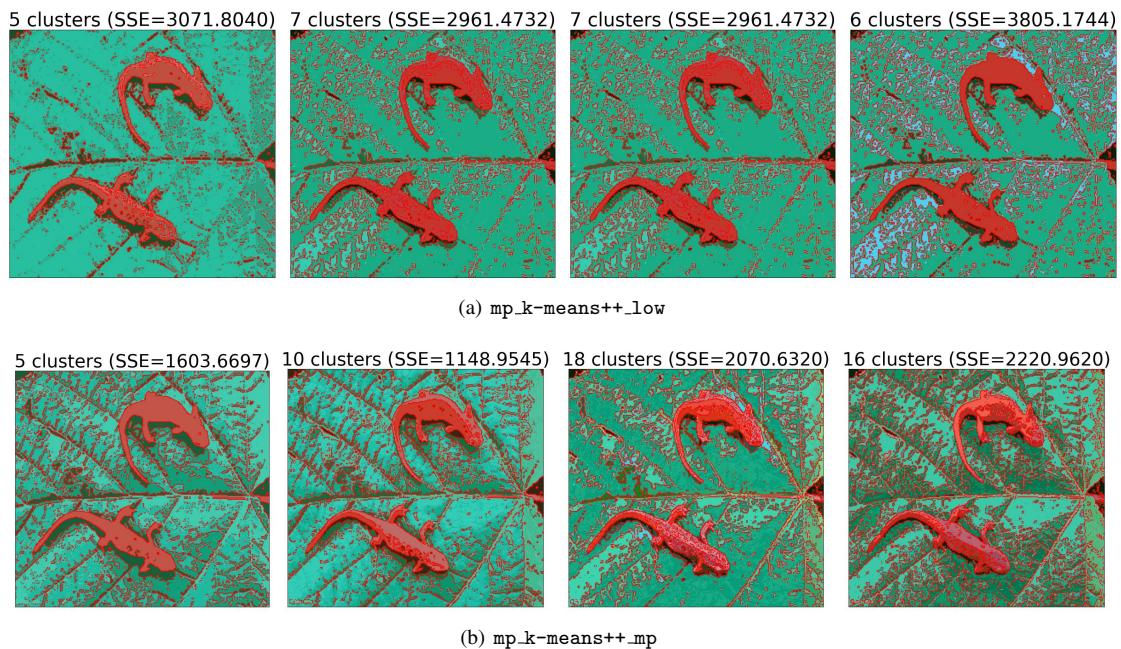 5 clusters (SSE=3071.8040) 7 clusters (SSE=2961.4732) 7 clusters (SSE=2961.4732) 6 clusters (SSE=3805.1744)
(a) mp_k-means++_low
5 clusters (SSE=1603.6697) 10 clusters (SSE=1148.9545) 18 clusters (SSE=2070.6320) 16 clusters (SSE=2220.9620)
(b) mp_k-means++_mp